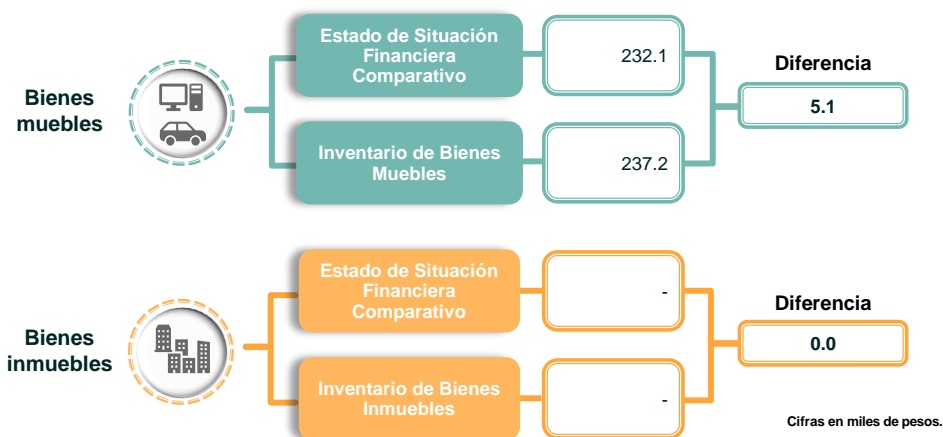 Bienes
muebles
Estado de Situación
Financiera
Comparativo
232.1
Inventario de Bienes
Muebles
237.2
Diferencia
5.1
Bienes
inmuebles
Estado de Situación
Financiera
Comparativo
-
Inventario de Bienes
Inmuebles
-
Diferencia
0.0
Cifras en miles de pesos.